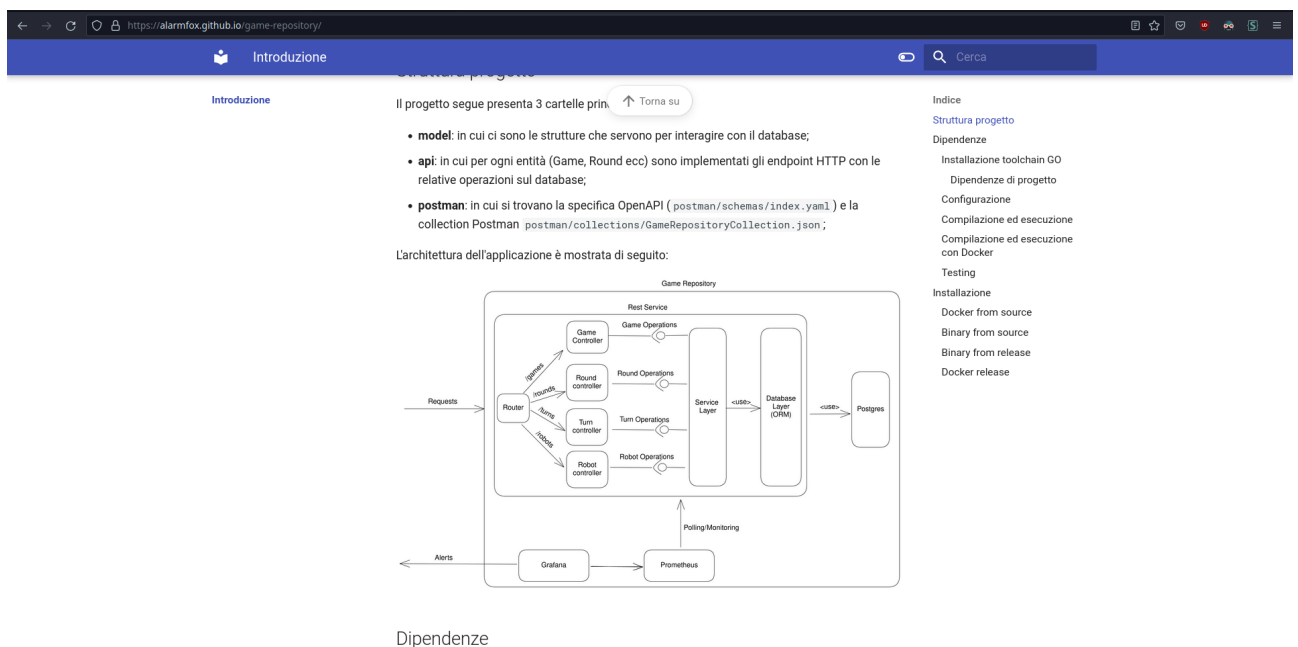 https://alarmfox.github.io/game-repository/
Introduzione
Cerca
Introduzione
Struttura progetto
Il progetto segue presenta 3 cartelle prin
Torna su
• model: in cui ci sono le strutture che servono per interagire con il database;
• api: in cui per ogni entità (Game, Round ecc) sono implementati gli endpoint HTTP con le
relative operazioni sul database;
• postman: in cui si trovano la specifica OpenAPI ( postman/schemas/index.yaml ) e la
collection Postman postman/collections/GameRepositoryCollection.json ;
L'architettura dell'applicazione è mostrata di seguito:
Game Repository
Rest Service
Game
Controller
Game Operations
/games
Round
controller
Round Operations
/rounds
Requests
Router
Service
Layer
<use>
Database
Layer
(ORM)
<use>
Postgres
/turns
Turn
controller
Turn Operations
/robots
Robot
controller
Robot Operations
Polling/Monitoring
Alerts
Grafana
Prometheus
Dipendenze
Indice
Struttura progetto
Dipendenze
Installazione toolchain GO
Dipendenze di progetto
Configurazione
Compilazione ed esecuzione
Compilazione ed esecuzione
con Docker
Testing
Installazione
Docker from source
Binary from source
Binary from release
Docker release